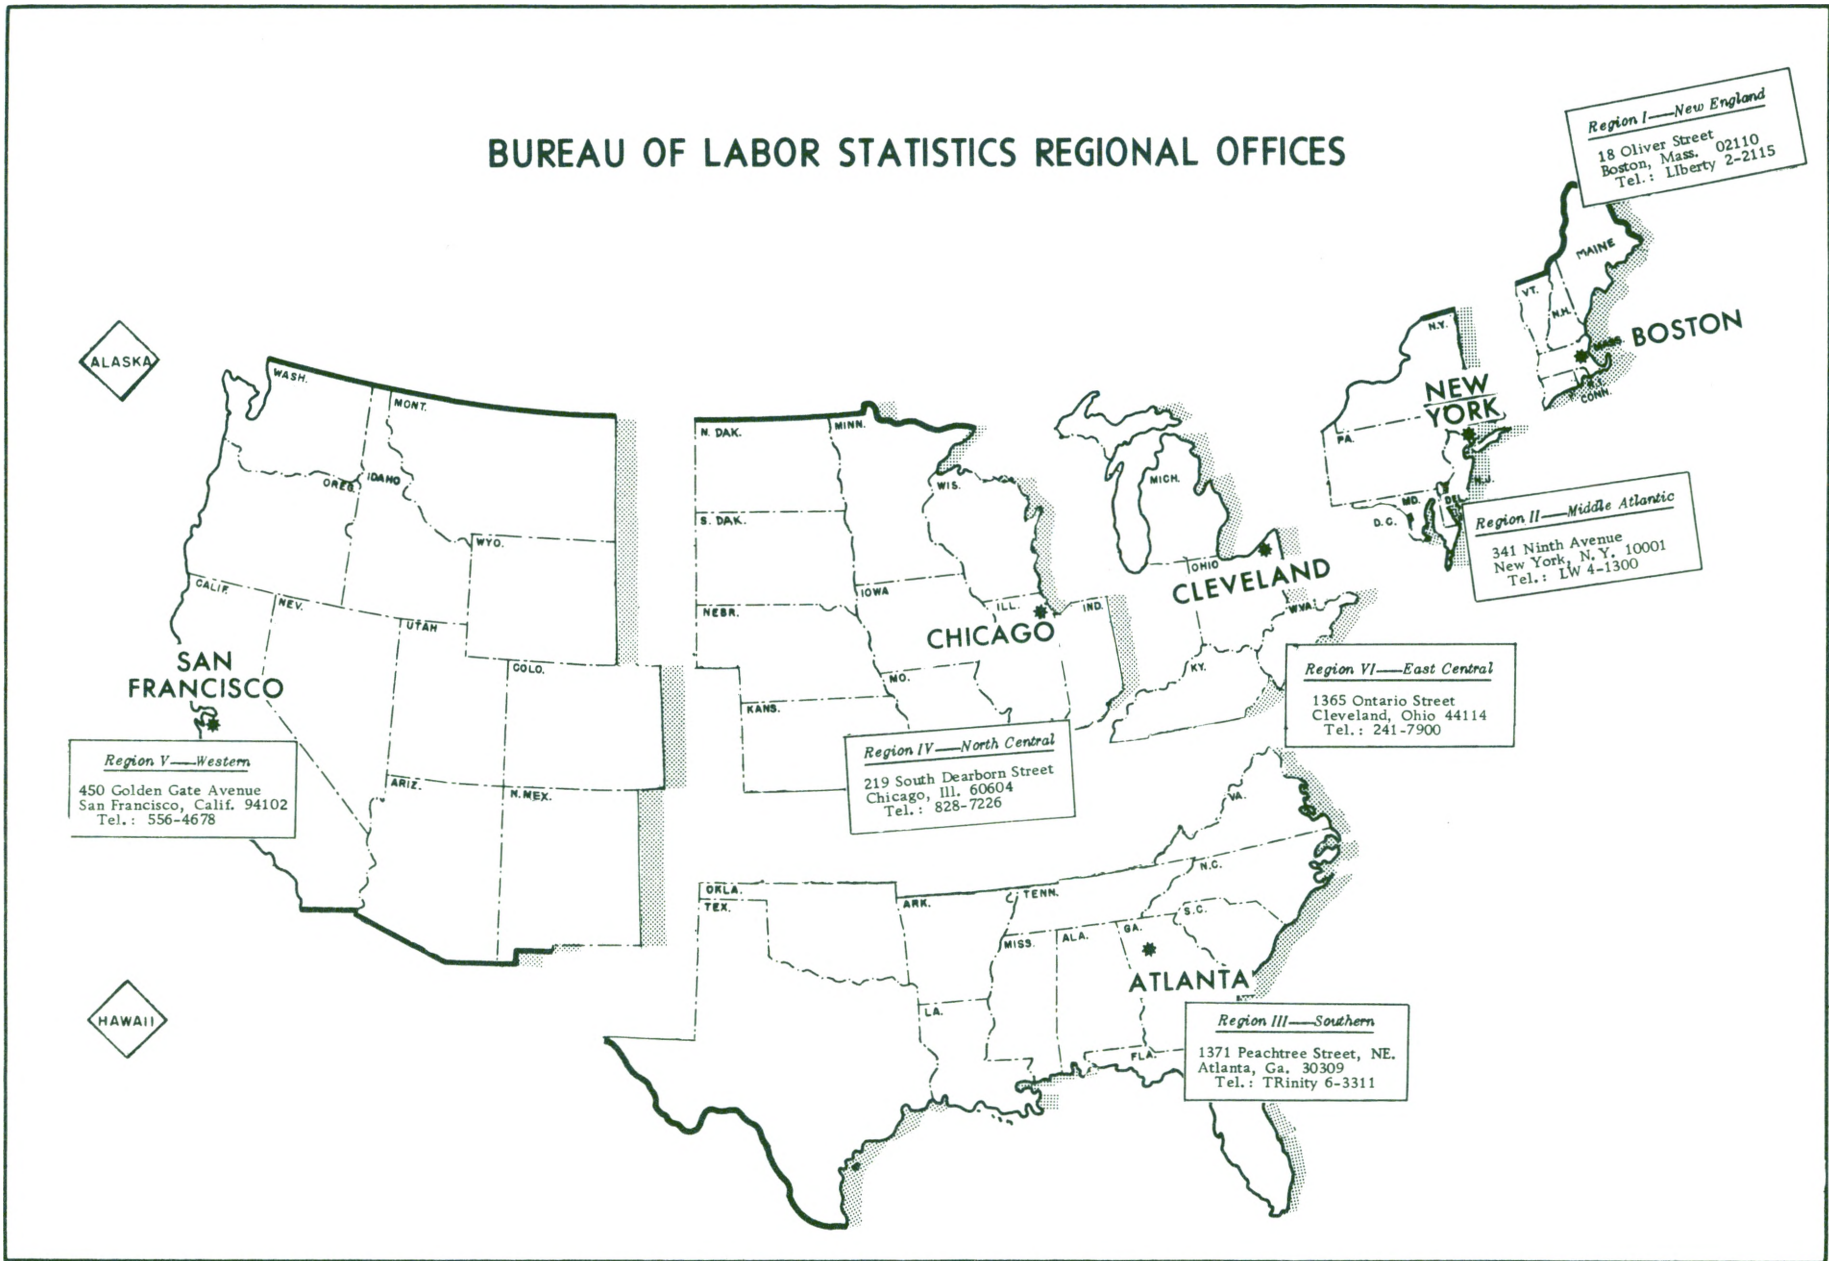 BUREAU OF LABOR STATISTICS REGIONAL OFFICES
Region I——New England
18 Oliver Street
Boston, Mass. 02110
Tel.: LIberty 2-2115
MAINE
VT.
N.H.
MASS.
R.I.
CONN.
BOSTON
N.Y.
NEW
YORK
PA.
N.J.
MD.
DEL.
D.C.
Region II——Middle Atlantic
341 Ninth Avenue
New York, N.Y. 10001
Tel.: LW 4-1300
ALASKA
WASH.
MONT.
OREG.
IDAHO
WYO.
CALIF.
NEV.
UTAH
COLO.
ARIZ.
N.MEX.
SAN
FRANCISCO
Region V——Western
450 Golden Gate Avenue
San Francisco, Calif. 94102
Tel.: 556-4678
HAWAII
N. DAK.
MINN.
S. DAK.
WIS.
NEBR.
IOWA
ILL.
IND.
CHICAGO
MO.
KANS.
Region IV——North Central
219 South Dearborn Street
Chicago, Ill. 60604
Tel.: 828-7226
MICH.
OHIO
CLEVELAND
W.VA.
KY.
Region VI——East Central
1365 Ontario Street
Cleveland, Ohio 44114
Tel.: 241-7900
VA.
N.C.
OKLA.
TEX.
ARK.
TENN.
S.C.
MISS.
ALA.
GA.
ATLANTA
LA.
FLA.
Region III——Southern
1371 Peachtree Street, NE.
Atlanta, Ga. 30309
Tel.: TRinity 6-3311